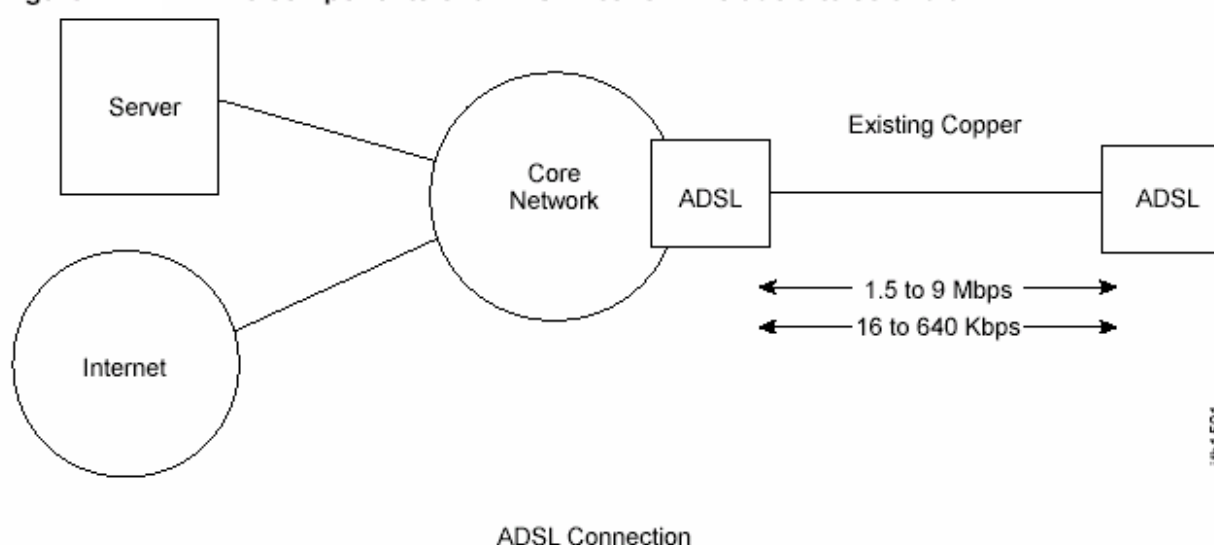 Server
Core
Network
ADSL
Existing Copper
ADSL
1.5 to 9 Mbps
16 to 640 Kbps
Internet
ADSL Connection